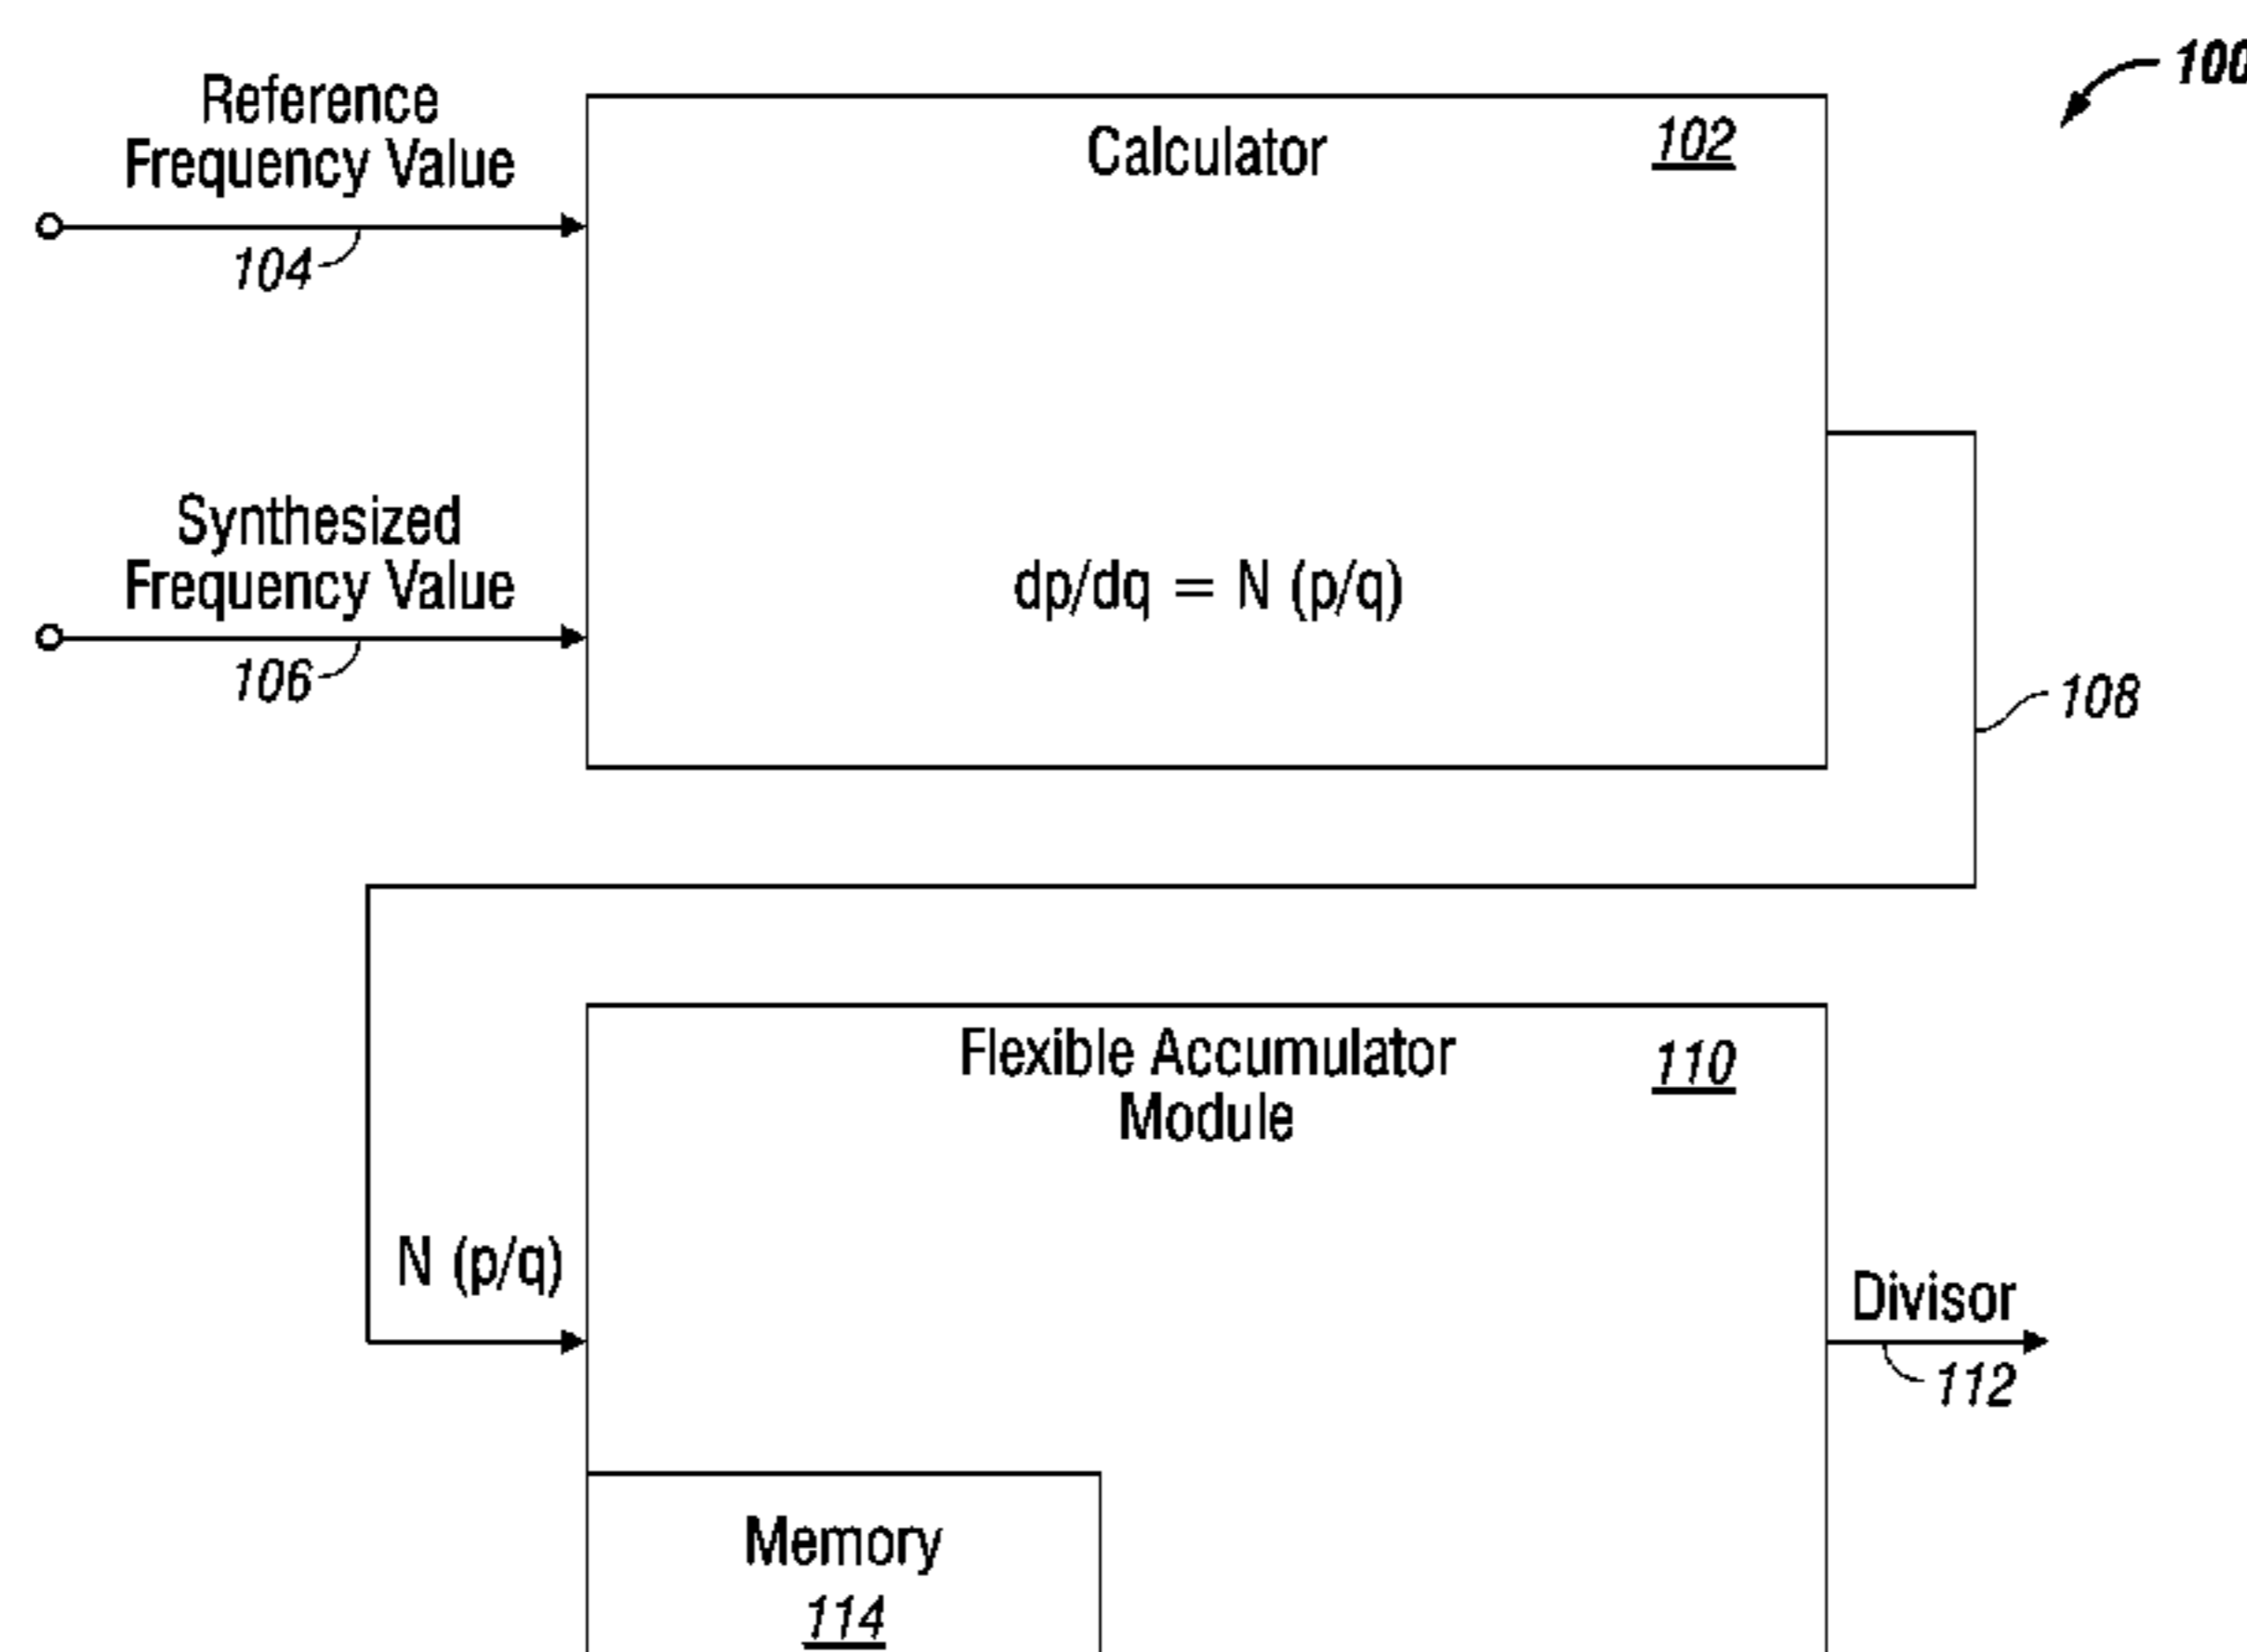 100
Reference
Frequency Value
104
Calculator
102
Synthesized
Frequency Value
106
dp/dq = N (p/q)
108
Flexible Accumulator
Module
110
N (p/q)
Divisor
112
Memory
114